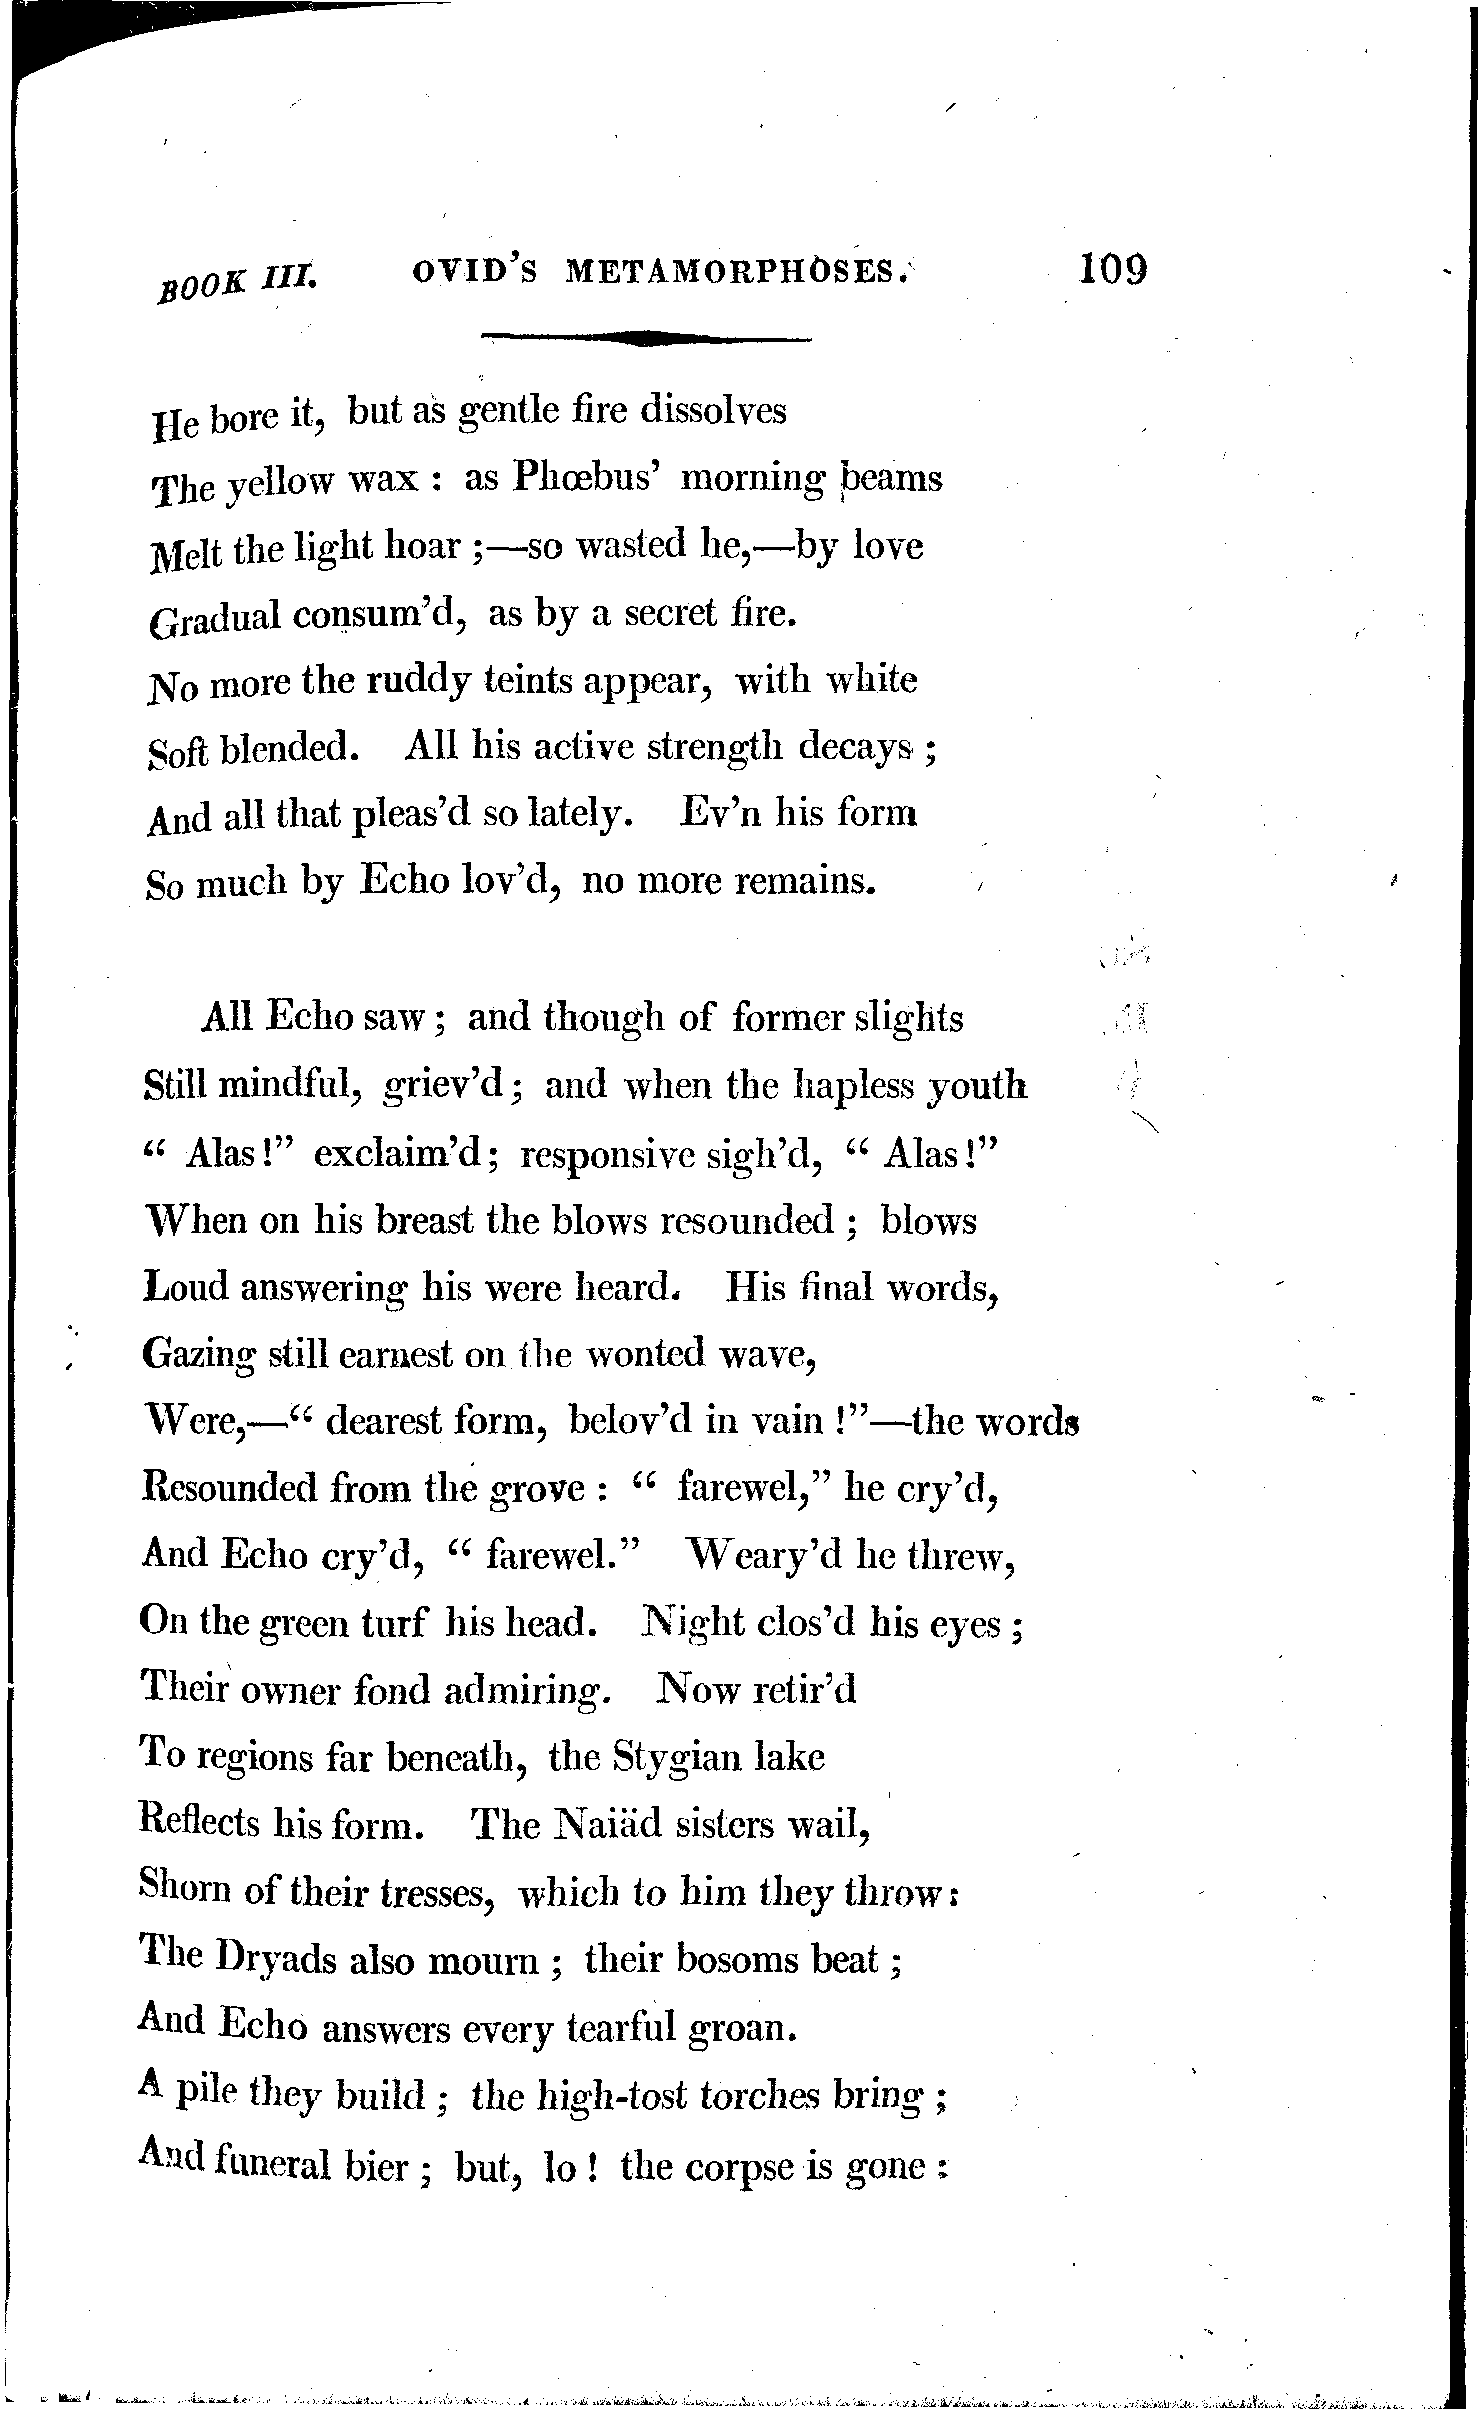 BOOK III. OVID'S METAMORPHOSES. 109
He bore it, but as gentle fire dissolves
The yellow wax : as Phœbus' morning beams
Melt the light hoar ;—so wasted he,—by love
Gradual consum'd, as by a secret fire.
No more the ruddy teints appear, with white
Soft blended. All his active strength decays ;
And all that pleas'd so lately. Ev'n his form
So much by Echo lov'd, no more remains.
All Echo saw ; and though of former slights
Still mindful, griev'd ; and when the hapless youth
“ Alas !” exclaim'd ; responsive sigh'd, “ Alas !”
When on his breast the blows resounded ; blows
Loud answering his were heard. His final words,
Gazing still earnest on the wonted wave,
Were,—“ dearest form, belov'd in vain !”—the words
Resounded from the grove : “ farewel,” he cry'd,
And Echo cry'd, “ farewel.” Weary'd he threw,
On the green turf his head. Night clos'd his eyes ;
Their owner fond admiring. Now retir'd
To regions far beneath, the Stygian lake
Reflects his form. The Naiäd sisters wail,
Shorn of their tresses, which to him they throw :
The Dryads also mourn ; their bosoms beat ;
And Echo answers every tearful groan.
A pile they build ; the high-tost torches bring ;
And funeral bier ; but, lo ! the corpse is gone :